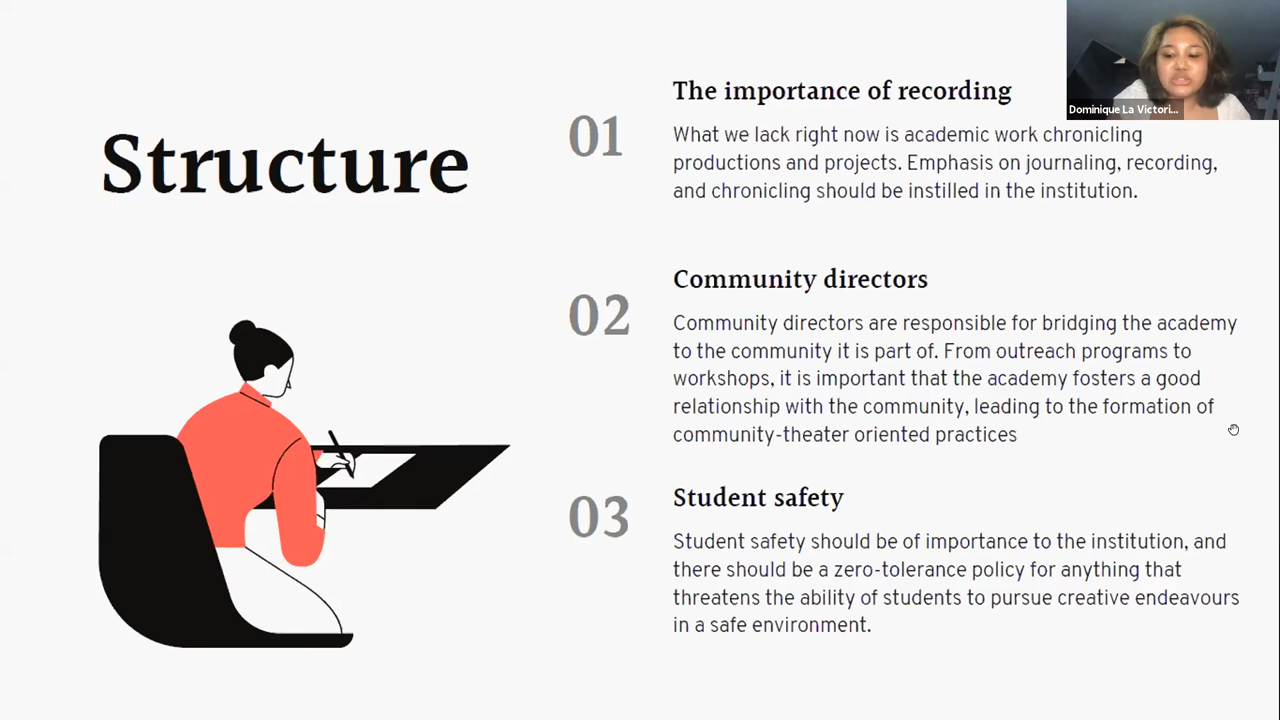 Structure
01
The importance of recording
What we lack right now is academic work chronicling
productions and projects. Emphasis on journaling, recording,
and chronicling should be instilled in the institution.
02
Community directors
Community directors are responsible for bridging the academy
to the community it is part of. From outreach programs to
workshops, it is important that the academy fosters a good
relationship with the community, leading to the formation of
community-theater oriented practices
03
Student safety
Student safety should be of importance to the institution, and
there should be a zero-tolerance policy for anything that
threatens the ability of students to pursue creative endeavours
in a safe environment.
Dominique La Victori...